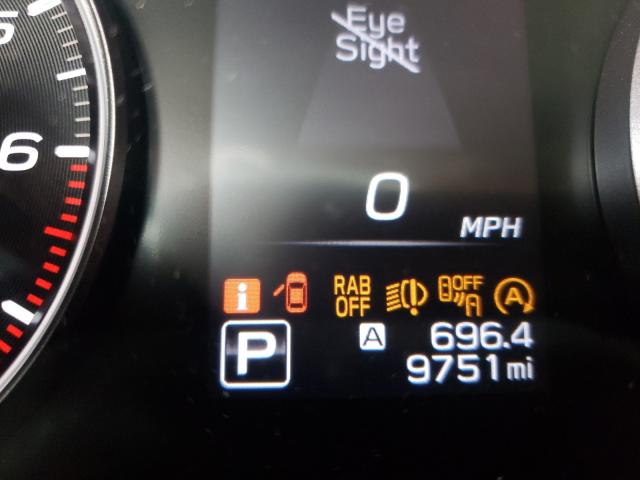 5
Eye
Sight
6
0
MPH
i
RAB
OFF
OFF
A
A
P
A
696.4
9751 mi